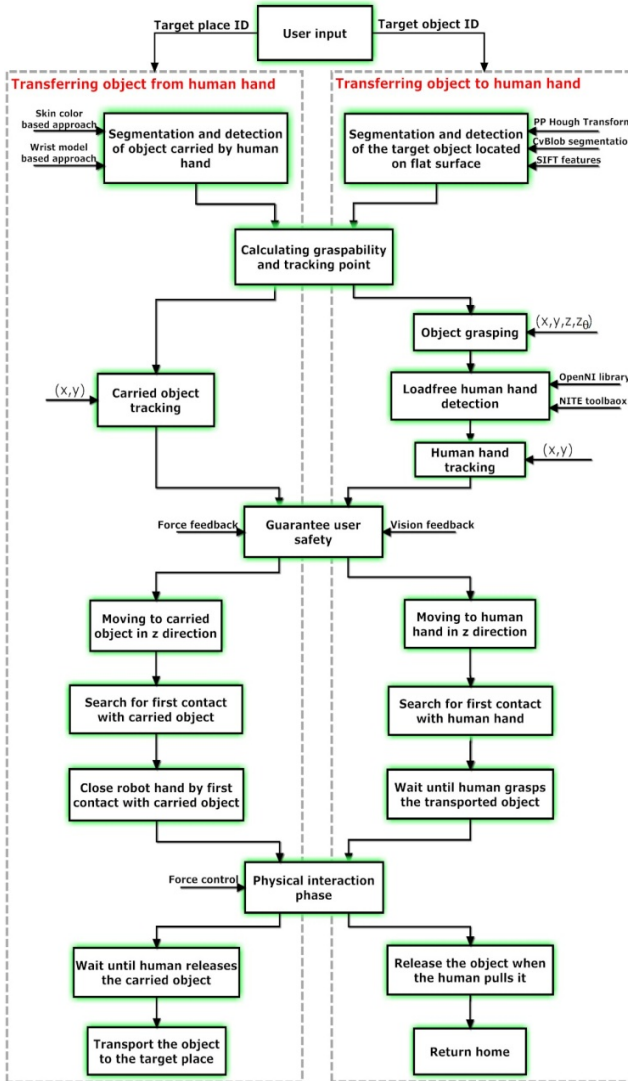 Target place ID
User input
Target object ID
Transferring object from human hand
Transferring object to human hand
Skin color
based approach
Wrist model
based approach
Segmentation and detection
of object carried by human
hand
Segmentation and detection
of the target object located
on flat surface
PP Hough Transform
CvBlob segmentation
SIFT features
Calculating graspability
and tracking point
Object grasping
(x,y,z,zθ)
(x,y)
Carried object
tracking
Loadfree human hand
detection
OpenNI library
NITE toolbaox
Human hand
tracking
(x,y)
Force feedback
Guarantee user
safety
Vision feedback
Moving to carried
object in z direction
Moving to human
hand in z direction
Search for first contact
with carried object
Search for first contact
with human hand
Close robot hand by first
contact with carried object
Wait until human grasps
the transported object
Force control
Physical interaction
phase
Wait until human releases
the carried object
Release the object when
the human pulls it
Transport the object
to the target place
Return home